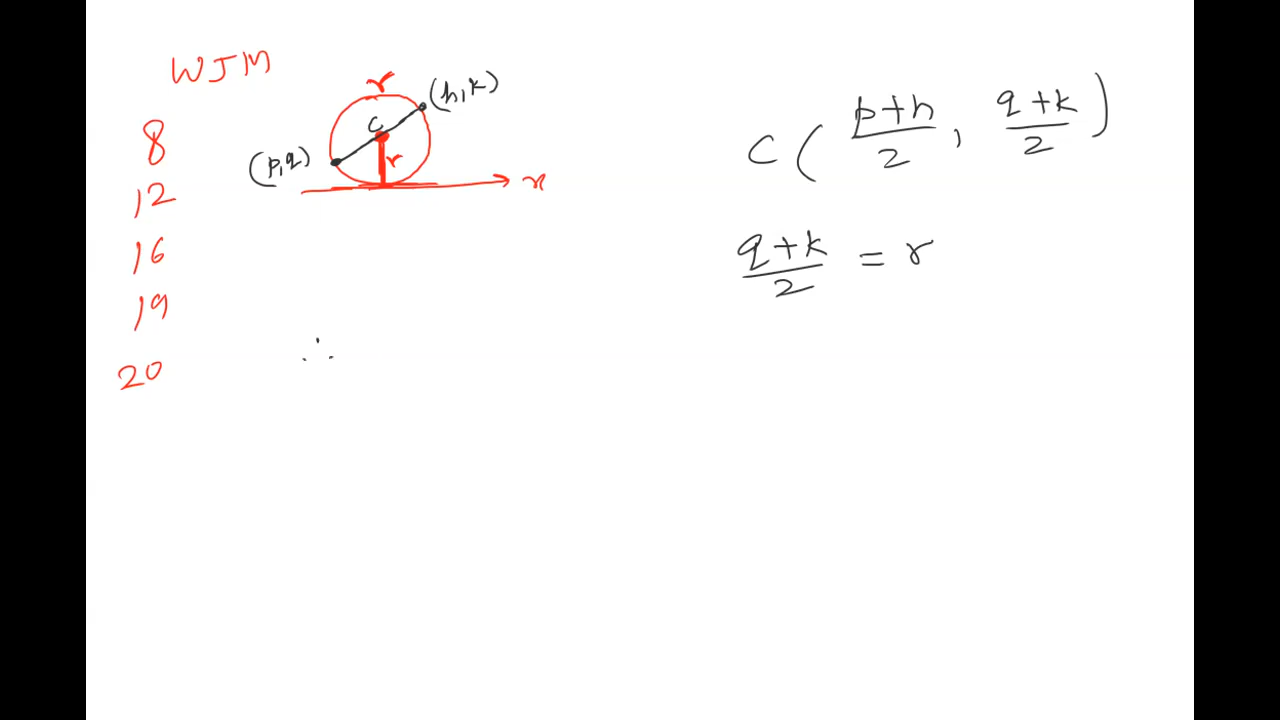 WJM
8
12
16
19
20
r
(h,k)
C
(p,q)
r
x
C ( p+h/2 , q+k/2 )
q+k/2 = r
∴